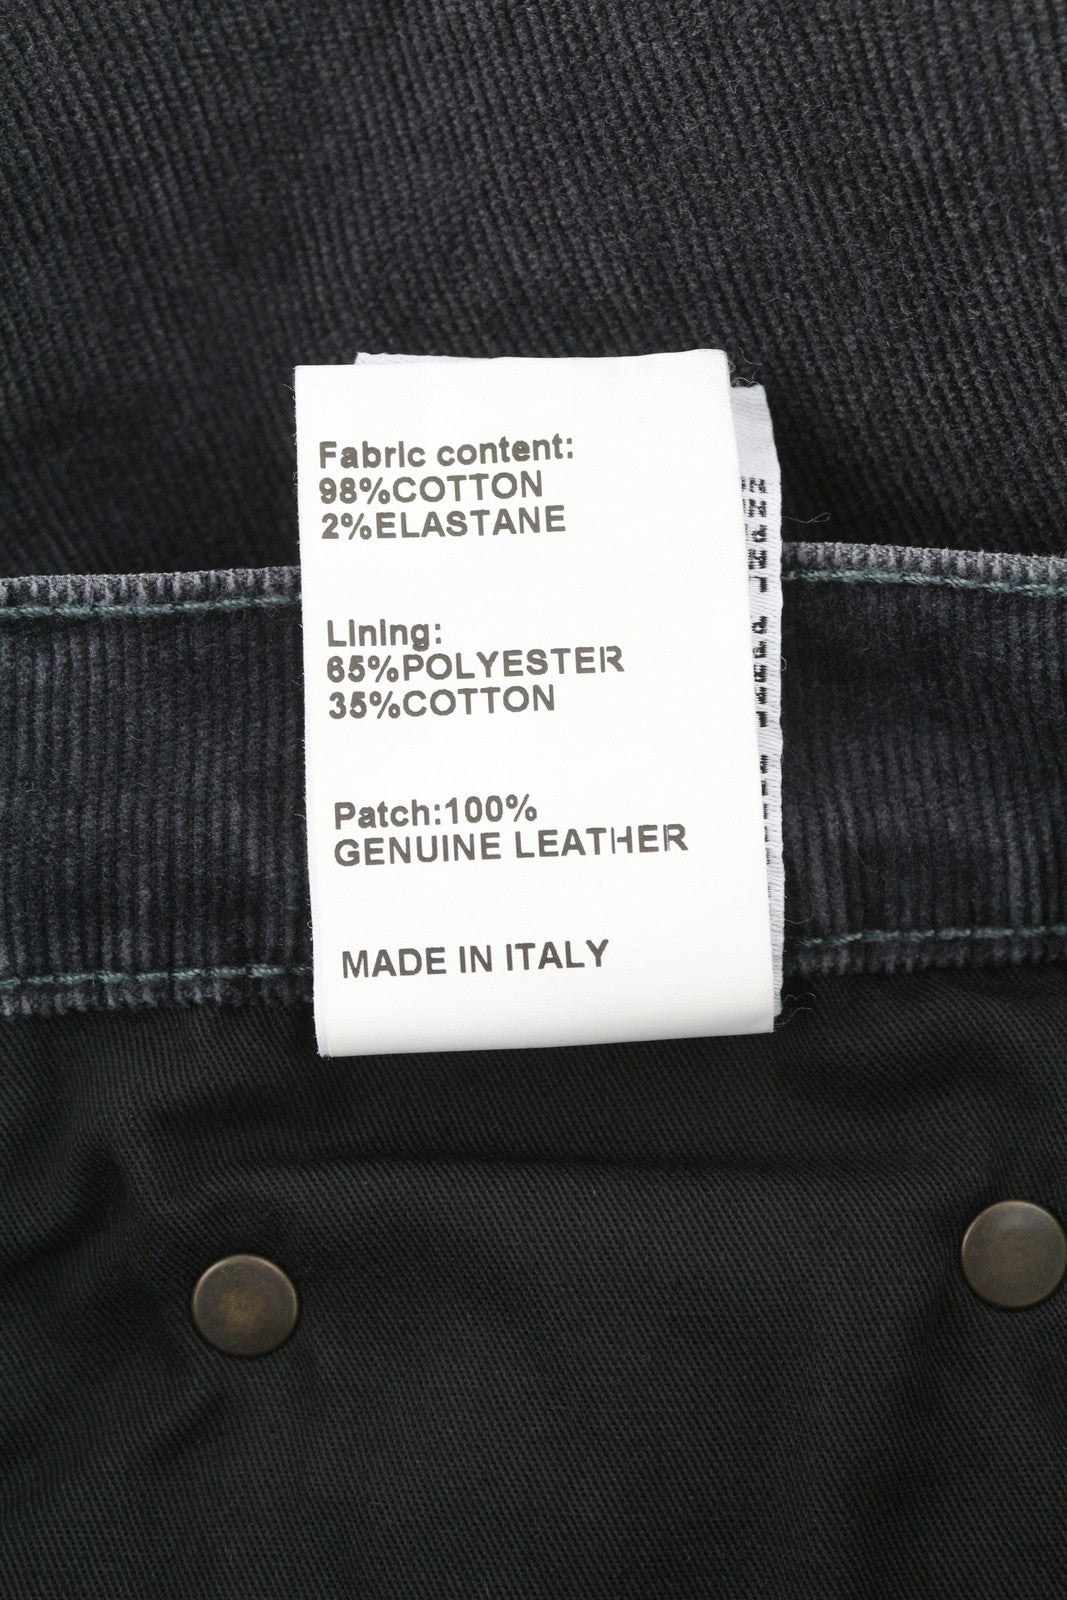 Fabric content:
98%COTTON
2%ELASTANE
Lining:
65%POLYESTER
35%COTTON
Patch:100%
GENUINE LEATHER
MADE IN ITALY